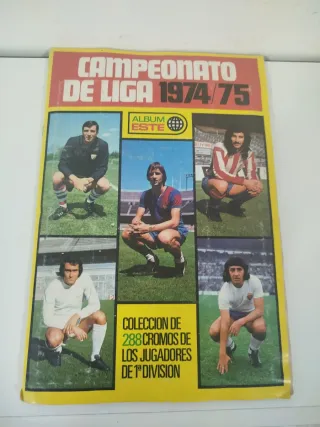 CAMPEONATO
DE LIGA 1974/75
ALBUM
ESTE
COLECCION DE
288 CROMOS DE
LOS JUGADORES
DE 1ª DIVISION